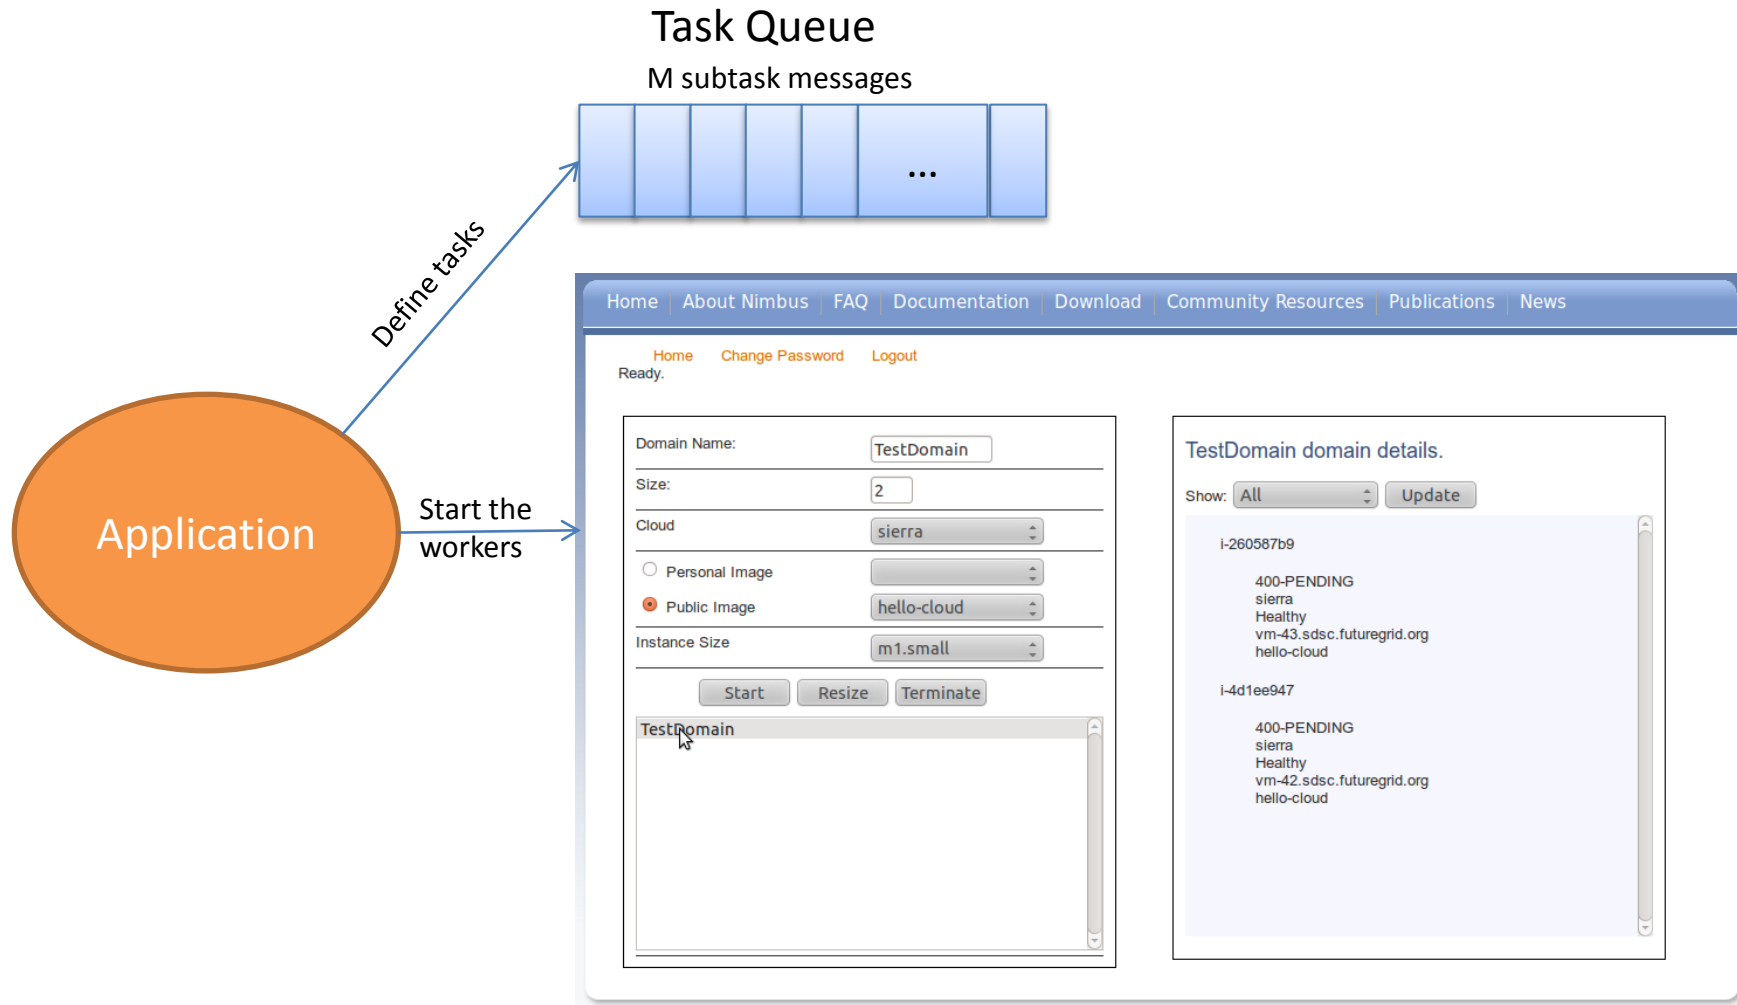 Task Queue
M subtask messages
...
Define tasks
Application
Start the
workers
Home About Nimbus FAQ Documentation Download Community Resources Publications News
Home Change Password Logout
Ready.
Domain Name: TestDomain
Size: 2
Cloud sierra
Personal Image
Public Image hello-cloud
Instance Size m1.small
Start Resize Terminate
TestDomain
TestDomain domain details.
Show: All Update
i-260587b9
400-PENDING
sierra
Healthy
vm-43.sdsc.futuregrid.org
hello-cloud
i-4d1ee947
400-PENDING
sierra
Healthy
vm-42.sdsc.futuregrid.org
hello-cloud